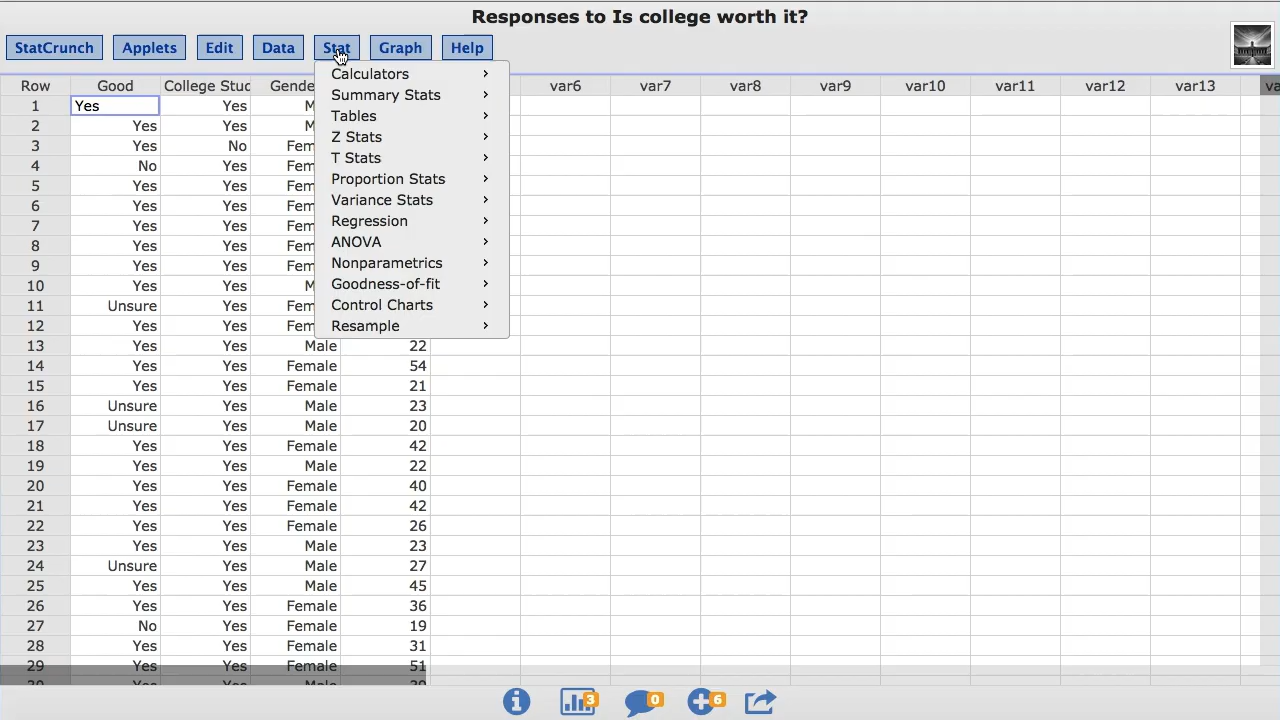 Responses to Is college worth it?
StatCrunch Applets Edit Data Stat Graph Help
Row Good College Stud Gende var6 var7 var8 var9 var10 var11 var12 var13 va
Calculators
Summary Stats
Tables
Z Stats
T Stats
Proportion Stats
Variance Stats
Regression
ANOVA
Nonparametrics
Goodness-of-fit
Control Charts
Resample
1 Yes Yes M
2 Yes Yes M
3 Yes No Fem
4 No Yes Fem
5 Yes Yes Fem
6 Yes Yes Fem
7 Yes Yes Fem
8 Yes Yes Fem
9 Yes Yes Fem
10 Yes Yes M
11 Unsure Yes Fem
12 Yes Yes Fem
13 Yes Yes Male 22
14 Yes Yes Female 54
15 Yes Yes Female 21
16 Unsure Yes Male 23
17 Unsure Yes Male 20
18 Yes Yes Female 42
19 Yes Yes Male 22
20 Yes Yes Female 40
21 Yes Yes Female 42
22 Yes Yes Female 26
23 Yes Yes Male 23
24 Unsure Yes Male 27
25 Yes Yes Male 45
26 Yes Yes Female 36
27 No Yes Female 19
28 Yes Yes Female 31
29 Yes Yes Female 51
3 0 6